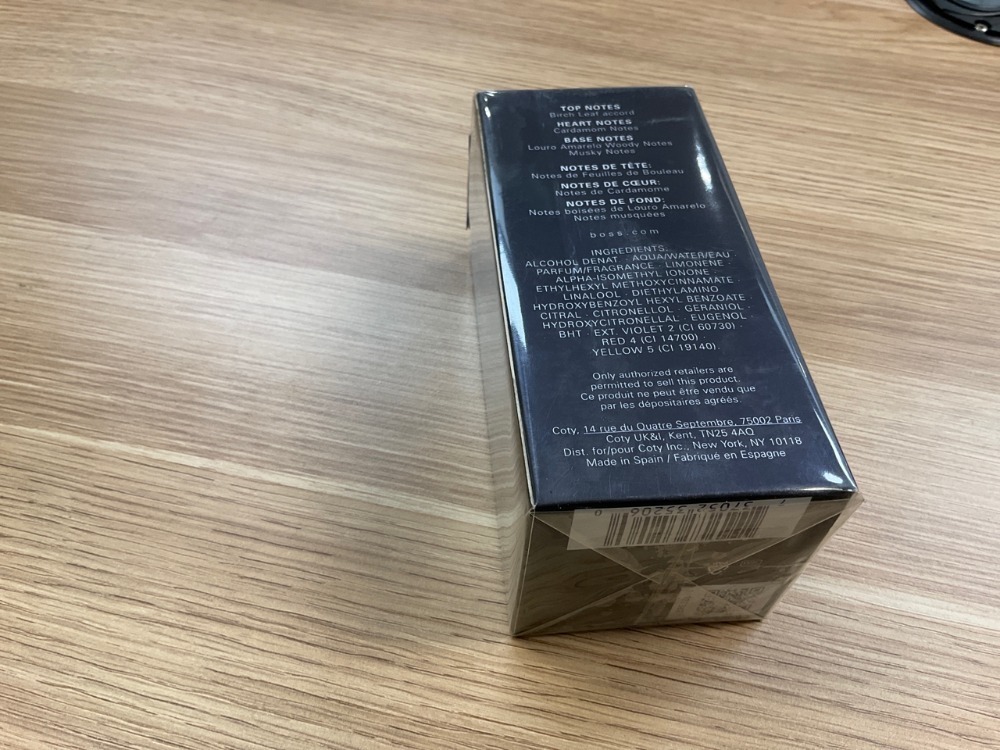 TOP NOTES
Birch Leaf accord
HEART NOTES
Cardamom Notes
BASE NOTES
Louro Amarelo Woody Notes
Musky Notes
NOTES DE TÊTE:
Notes de Feuilles de Bouleau
NOTES DE CŒUR:
Notes de Cardamome
NOTES DE FOND:
Notes boisées de Louro Amarelo
Notes musquées
boss.com
INGREDIENTS:
ALCOHOL DENAT · AQUA/WATER/EAU ·
PARFUM/FRAGRANCE · LIMONENE ·
ALPHA-ISOMETHYL IONONE ·
ETHYLHEXYL METHOXYCINNAMATE ·
LINALOOL · DIETHYLAMINO
HYDROXYBENZOYL HEXYL BENZOATE ·
CITRAL · CITRONELLOL · GERANIOL ·
HYDROXYCITRONELLAL · EUGENOL ·
BHT · EXT. VIOLET 2 (CI 60730) ·
RED 4 (CI 14700) ·
YELLOW 5 (CI 19140).
Only authorized retailers are
permitted to sell this product.
Ce produit ne peut être vendu que
par les dépositaires agréés.
Coty, 14 rue du Quatre Septembre, 75002 Paris
Coty UK&I, Kent, TN25 4AQ
Dist. for/pour Coty Inc., New York, NY 10118
Made in Spain / Fabriqué en Espagne